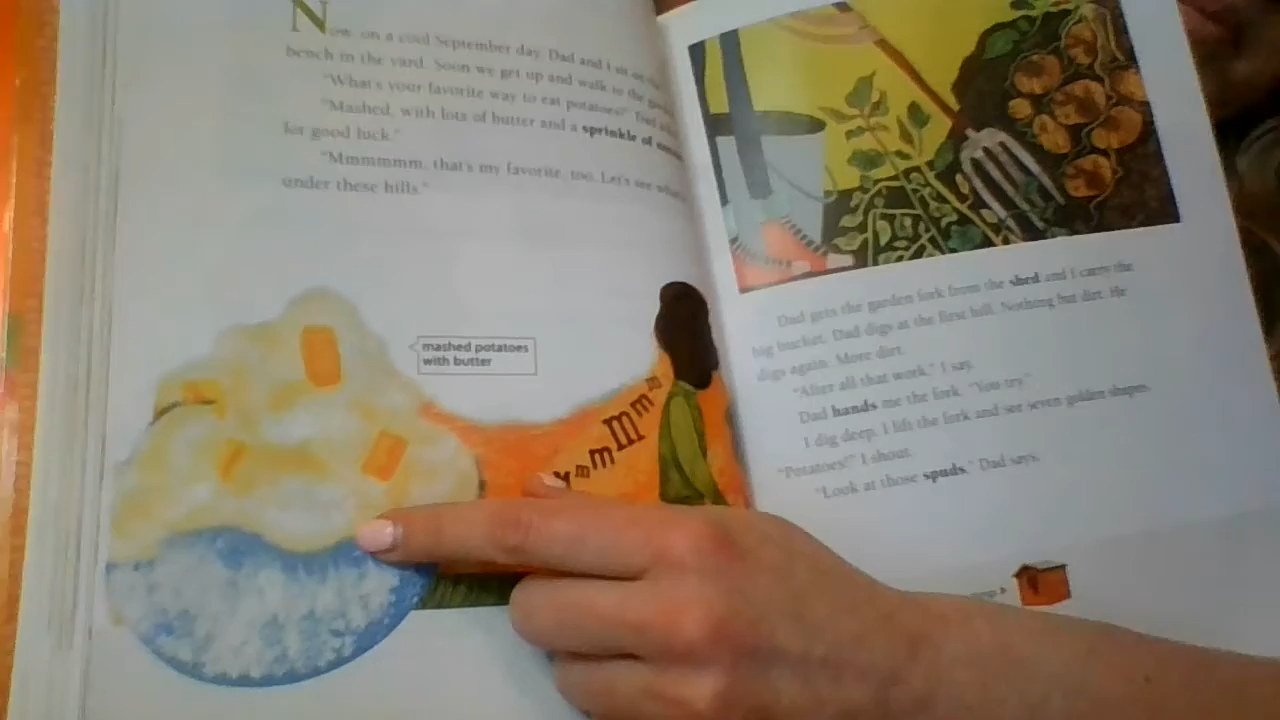 Now on a cool September day, Dad and I sit on
bench in the yard. Soon we get up and walk to the
"What's your favorite way to eat potatoes?" Dad
"Mashed, with lots of butter and a sprinkle of
for good luck."
"Mmmmmm, that's my favorite, too. Let's see
under these hills."
mashed potatoes
with butter
m m M m m m
Dad gets the garden fork from the shed and I carry the
big bucket. Dad digs at the first hill. Nothing but dirt. He
digs again. More dirt.
"After all that work," I say.
Dad hands me the fork. "You try."
I dig deep. I lift the fork and see seven golden shapes.
"Potatoes!" I shout.
"Look at those spuds," Dad says.